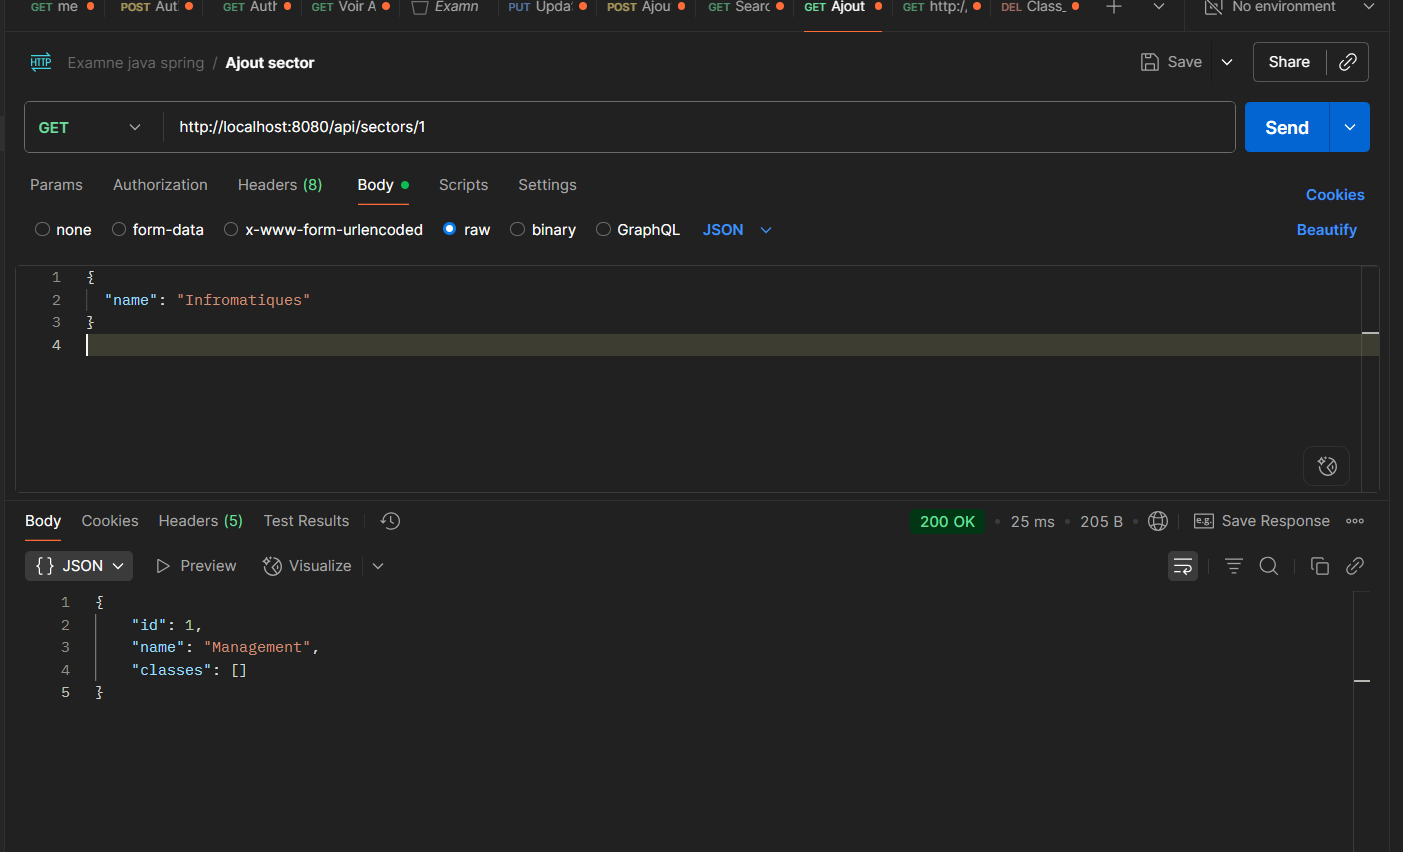 GET me POST Aut GET Auth GET Voir A Examn PUT Upda POST Ajou GET Searc GET Ajout GET http:/, DEL Class_ No environment
HTTP Examne java spring / Ajout sector Save Share
GET http://localhost:8080/api/sectors/1 Send
Params Authorization Headers (8) Body Scripts Settings Cookies
none form-data x-www-form-urlencoded raw binary GraphQL JSON Beautify
1 {
2 "name": "Infromatiques"
3 }
4
Body Cookies Headers (5) Test Results 200 OK • 25 ms • 205 B • e.g. Save Response
{} JSON Preview Visualize
1 {
2 "id": 1,
3 "name": "Management",
4 "classes": []
5 }